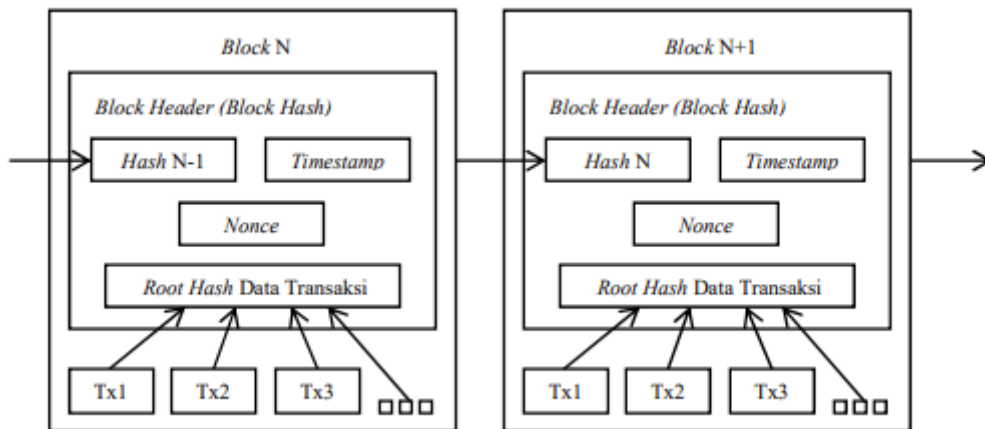 Block N
Block Header (Block Hash)
Hash N-1
Timestamp
Nonce
Root Hash Data Transaksi
Tx1
Tx2
Tx3
Block N+1
Block Header (Block Hash)
Hash N
Timestamp
Nonce
Root Hash Data Transaksi
Tx1
Tx2
Tx3